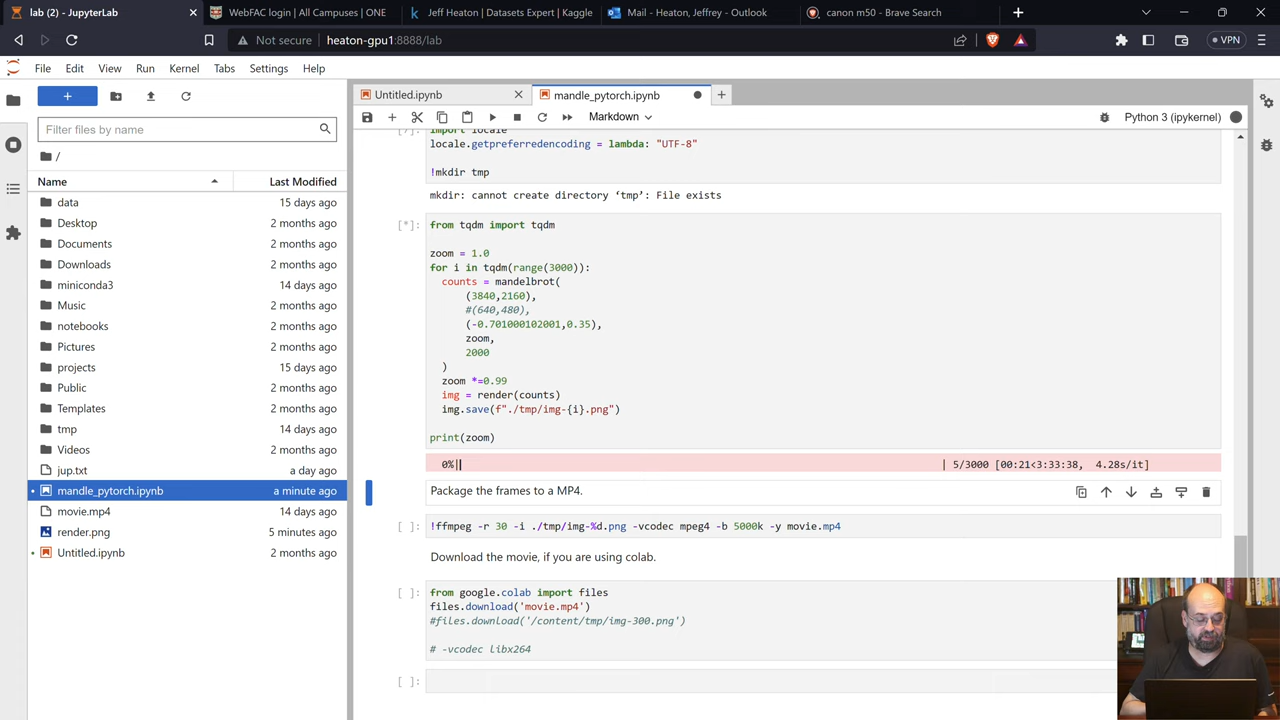 lab (2) - JupyterLab
WebFAC login | All Campuses | ONE
Jeff Heaton | Datasets Expert | Kaggle
Mail - Heaton, Jeffrey - Outlook
canon m50 - Brave Search
Not secure
heaton-gpu1:8888/lab
VPN
File Edit View Run Kernel Tabs Settings Help
Filter files by name
/
Name Last Modified
data 15 days ago
Desktop 2 months ago
Documents 2 months ago
Downloads 2 months ago
miniconda3 14 days ago
Music 2 months ago
notebooks 2 months ago
Pictures 2 months ago
projects 15 days ago
Public 2 months ago
Templates 2 months ago
tmp 2 months ago
Videos 2 months ago
jup.txt a day ago
mandle_pytorch.ipynb a minute ago
movie.mp4 14 days ago
render.png 5 minutes ago
Untitled.ipynb 2 months ago
Untitled.ipynb
mandle_pytorch.ipynb
Markdown
Python 3 (ipykernel)
[7]: import locale
locale.getpreferredencoding = lambda: "UTF-8"
!mkdir tmp
mkdir: cannot create directory ‘tmp’: File exists
[*]: from tqdm import tqdm
zoom = 1.0
for i in tqdm(range(3000)):
counts = mandelbrot(
(3840,2160),
#(640,480),
(-0.701000102001,0.35),
zoom,
2000
)
zoom *=0.99
img = render(counts)
img.save(f"./tmp/img-{i}.png")
print(zoom)
0%| | 5/3000 [00:21<3:33:38, 4.28s/it]
Package the frames to a MP4.
[ ]: !ffmpeg -r 30 -i ./tmp/img-%d.png -vcodec mpeg4 -b 5000k -y movie.mp4
Download the movie, if you are using colab.
[ ]: from google.colab import files
files.download('movie.mp4')
#files.download('/content/tmp/img-300.png')
# -vcodec libx264
[ ]: